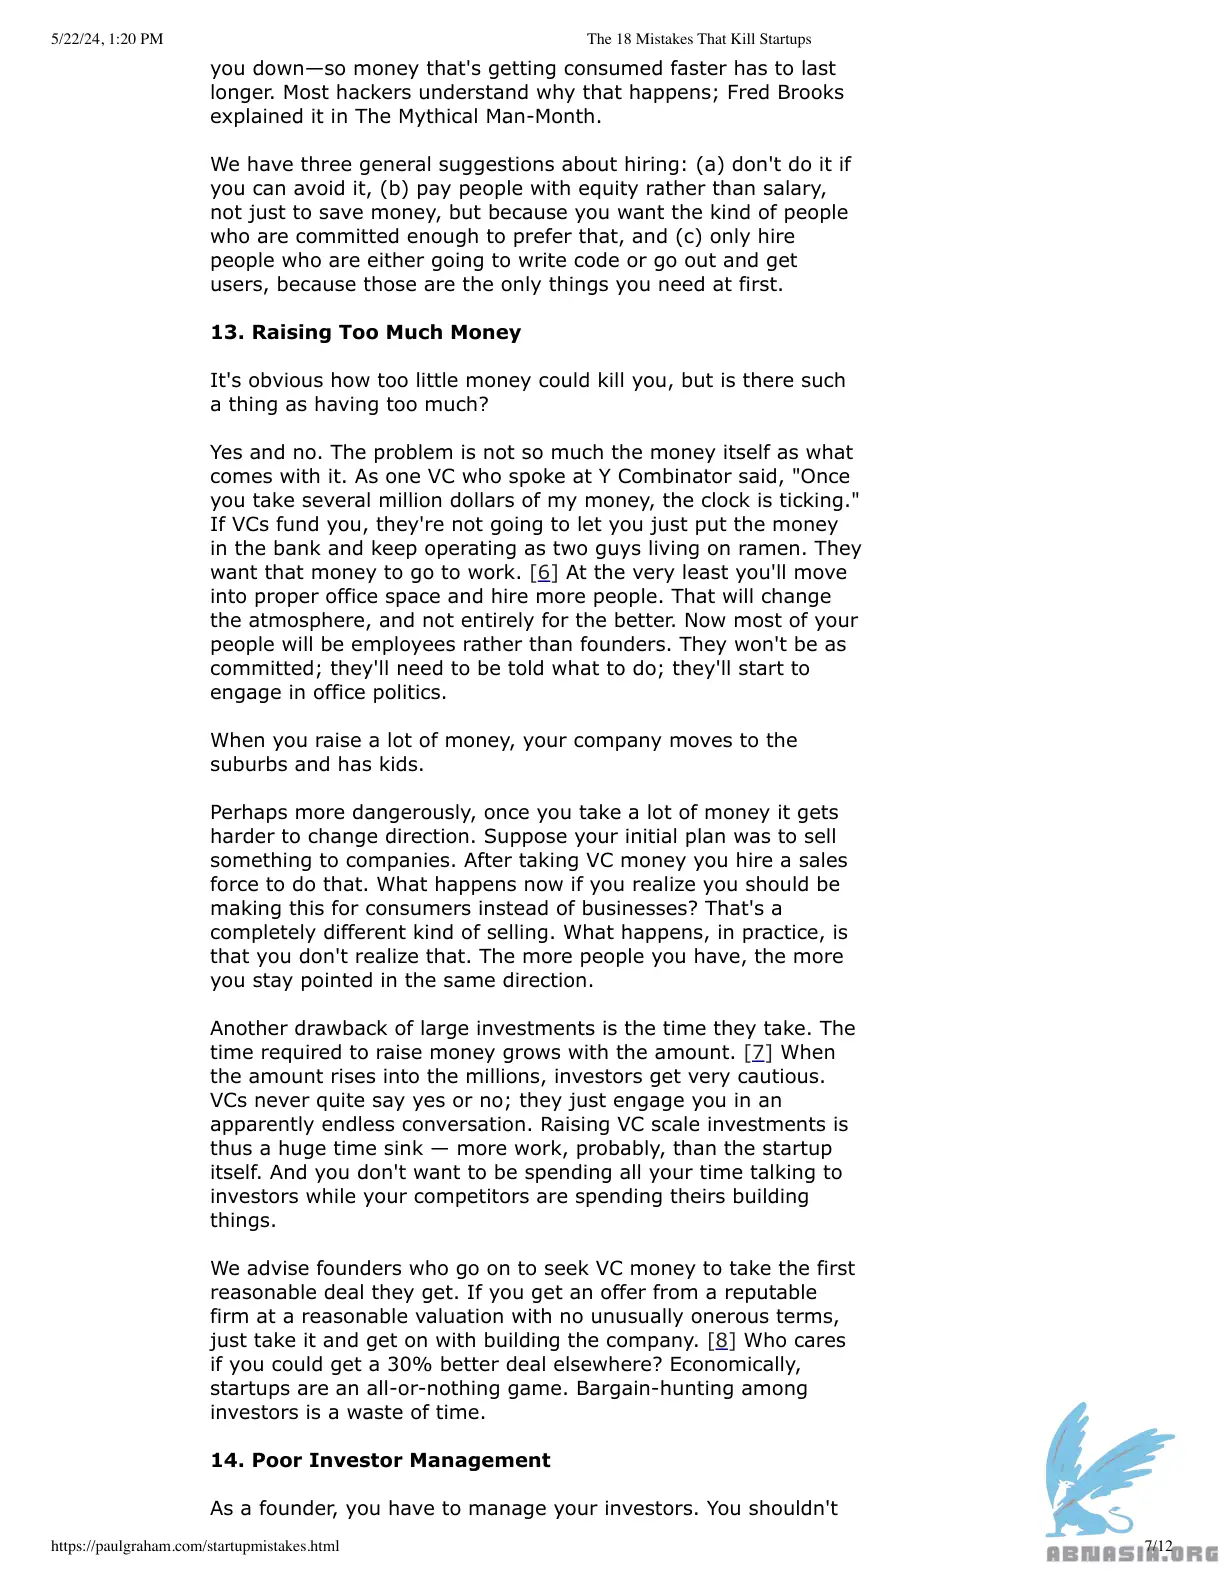 5/22/24, 1:20 PM
The 18 Mistakes That Kill Startups
you down—so money that's getting consumed faster has to last
longer. Most hackers understand why that happens; Fred Brooks
explained it in The Mythical Man-Month.
We have three general suggestions about hiring: (a) don't do it if
you can avoid it, (b) pay people with equity rather than salary,
not just to save money, but because you want the kind of people
who are committed enough to prefer that, and (c) only hire
people who are either going to write code or go out and get
users, because those are the only things you need at first.
13. Raising Too Much Money
It's obvious how too little money could kill you, but is there such
a thing as having too much?
Yes and no. The problem is not so much the money itself as what
comes with it. As one VC who spoke at Y Combinator said, "Once
you take several million dollars of my money, the clock is ticking."
If VCs fund you, they're not going to let you just put the money
in the bank and keep operating as two guys living on ramen. They
want that money to go to work. [6] At the very least you'll move
into proper office space and hire more people. That will change
the atmosphere, and not entirely for the better. Now most of your
people will be employees rather than founders. They won't be as
committed; they'll need to be told what to do; they'll start to
engage in office politics.
When you raise a lot of money, your company moves to the
suburbs and has kids.
Perhaps more dangerously, once you take a lot of money it gets
harder to change direction. Suppose your initial plan was to sell
something to companies. After taking VC money you hire a sales
force to do that. What happens now if you realize you should be
making this for consumers instead of businesses? That's a
completely different kind of selling. What happens, in practice, is
that you don't realize that. The more people you have, the more
you stay pointed in the same direction.
Another drawback of large investments is the time they take. The
time required to raise money grows with the amount. [7] When
the amount rises into the millions, investors get very cautious.
VCs never quite say yes or no; they just engage you in an
apparently endless conversation. Raising VC scale investments is
thus a huge time sink — more work, probably, than the startup
itself. And you don't want to be spending all your time talking to
investors while your competitors are spending theirs building
things.
We advise founders who go on to seek VC money to take the first
reasonable deal they get. If you get an offer from a reputable
firm at a reasonable valuation with no unusually onerous terms,
just take it and get on with building the company. [8] Who cares
if you could get a 30% better deal elsewhere? Economically,
startups are an all-or-nothing game. Bargain-hunting among
investors is a waste of time.
14. Poor Investor Management
As a founder, you have to manage your investors. You shouldn't
https://paulgraham.com/startupmistakes.html
7/12
ABNASIA.ORG